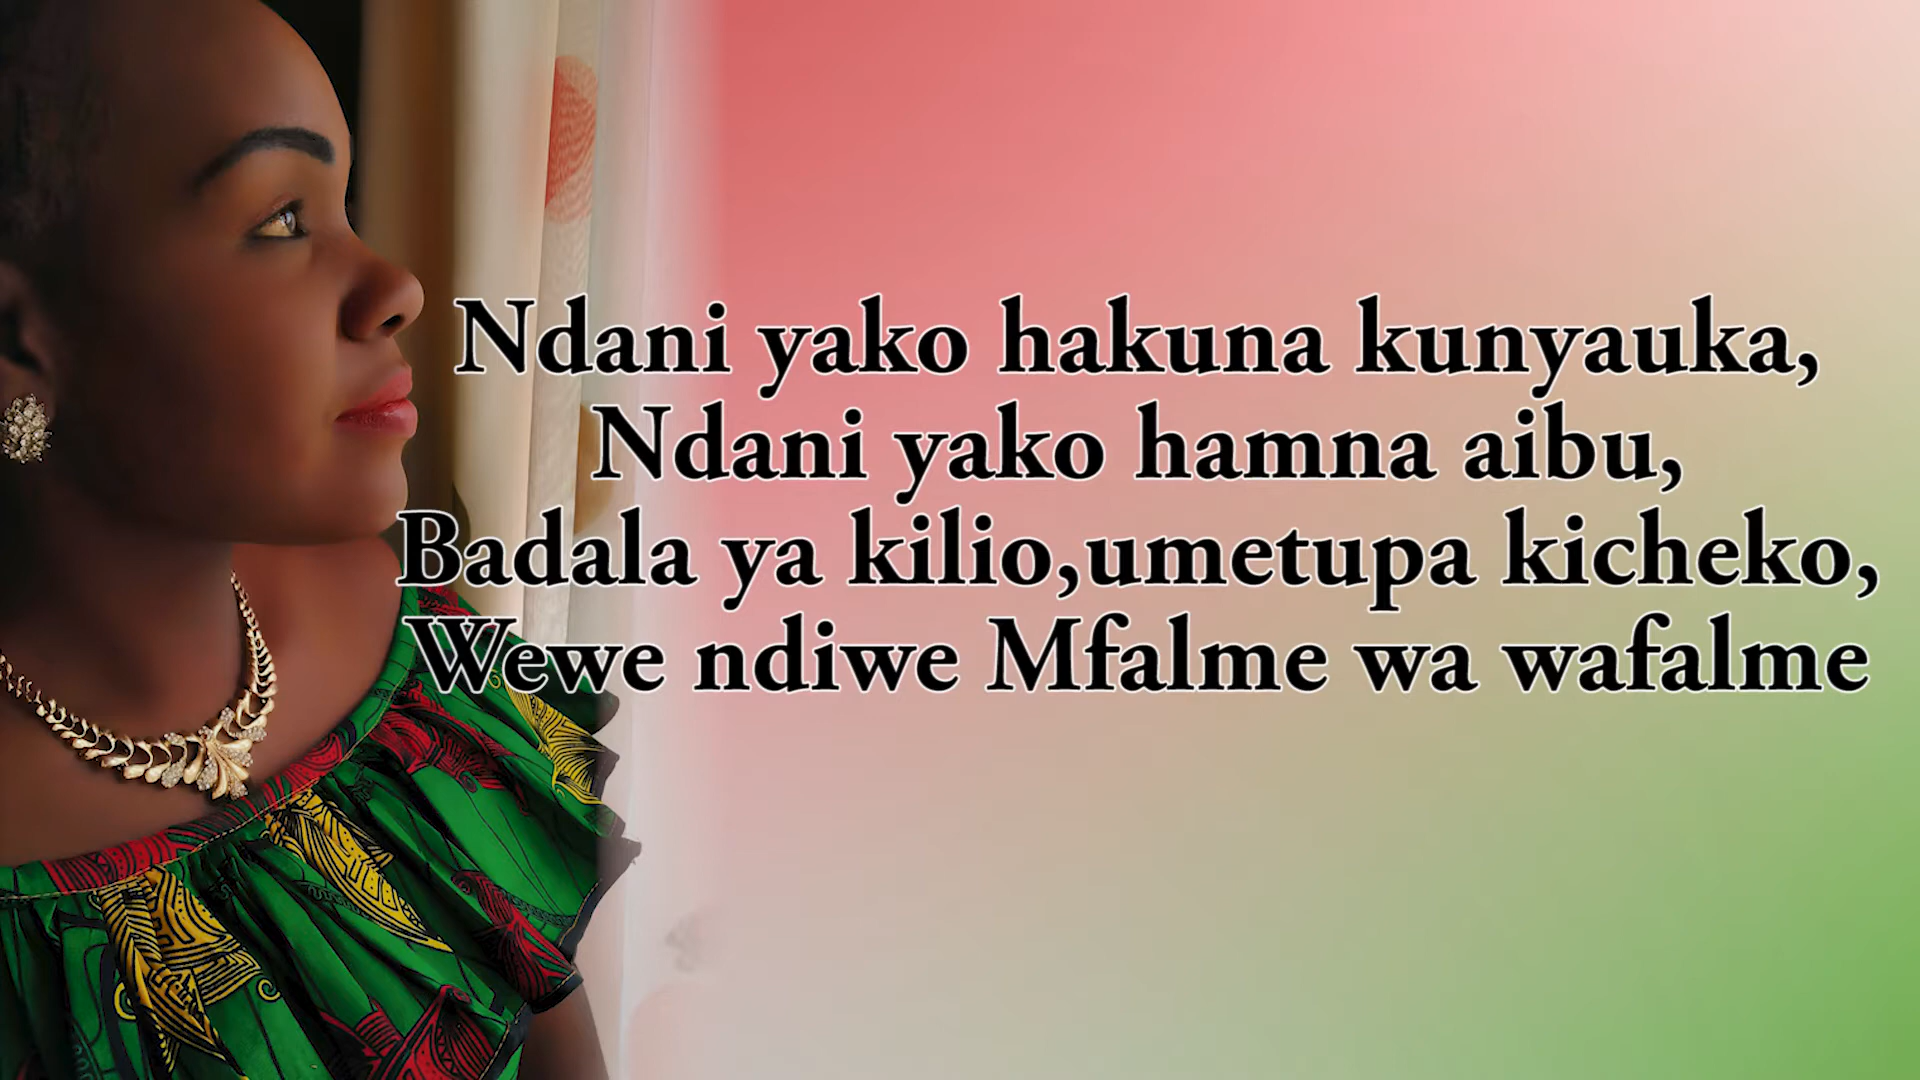 Ndani yako hakuna kunyauka,
Ndani yako hamna aibu,
Badala ya kilio,umetupa kicheko,
Wewe ndiwe Mfalme wa wafalme